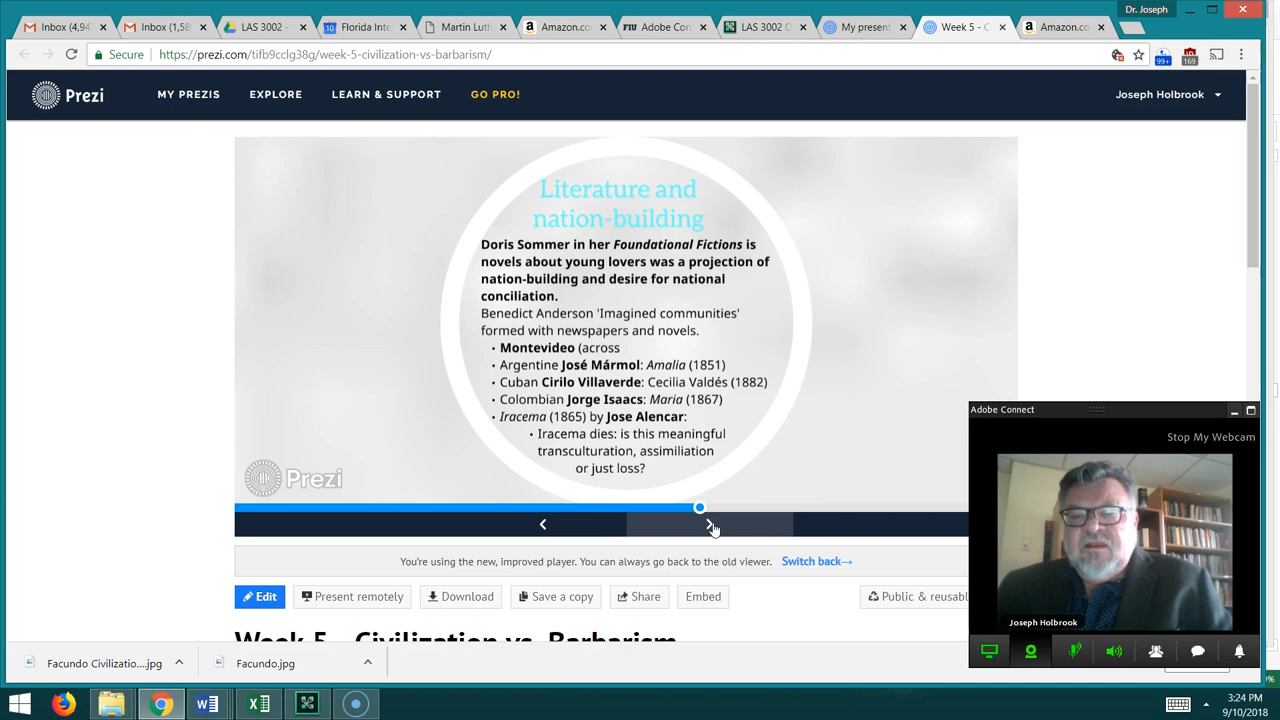 Dr. Joseph
Inbox (4,94
Inbox (1,58
LAS 3002 -
Florida Inte
Martin Luth
Amazon.co
Adobe Con
LAS 3002 O
My presen
Week 5 - C
Amazon.co
Secure
https://prezi.com/tifb9cclg38g/week-5-civilization-vs-barbarism/
99+
169
Prezi
MY PREZIS
EXPLORE
LEARN & SUPPORT
GO PRO!
Joseph Holbrook
Literature and
nation-building
Doris Sommer in her Foundational Fictions is
novels about young lovers was a projection of
nation-building and desire for national
conciliation.
Benedict Anderson 'Imagined communities'
formed with newspapers and novels.
• Montevideo (across
• Argentine José Mármol: Amalia (1851)
• Cuban Cirilo Villaverde: Cecilia Valdés (1882)
• Colombian Jorge Isaacs: Maria (1867)
• Iracema (1865) by Jose Alencar:
• Iracema dies: is this meaningful
transculturation, assimiliation
or just loss?
Prezi
You're using the new, improved player. You can always go back to the old viewer. Switch back→
Edit
Present remotely
Download
Save a copy
Share
Embed
Public & reusab
Week 5 - Civilization vs. Barbarism
Adobe Connect
Stop My Webcam
Joseph Holbrook
Facundo Civilizatio....jpg
Facundo.jpg
3:24 PM
9/10/2018